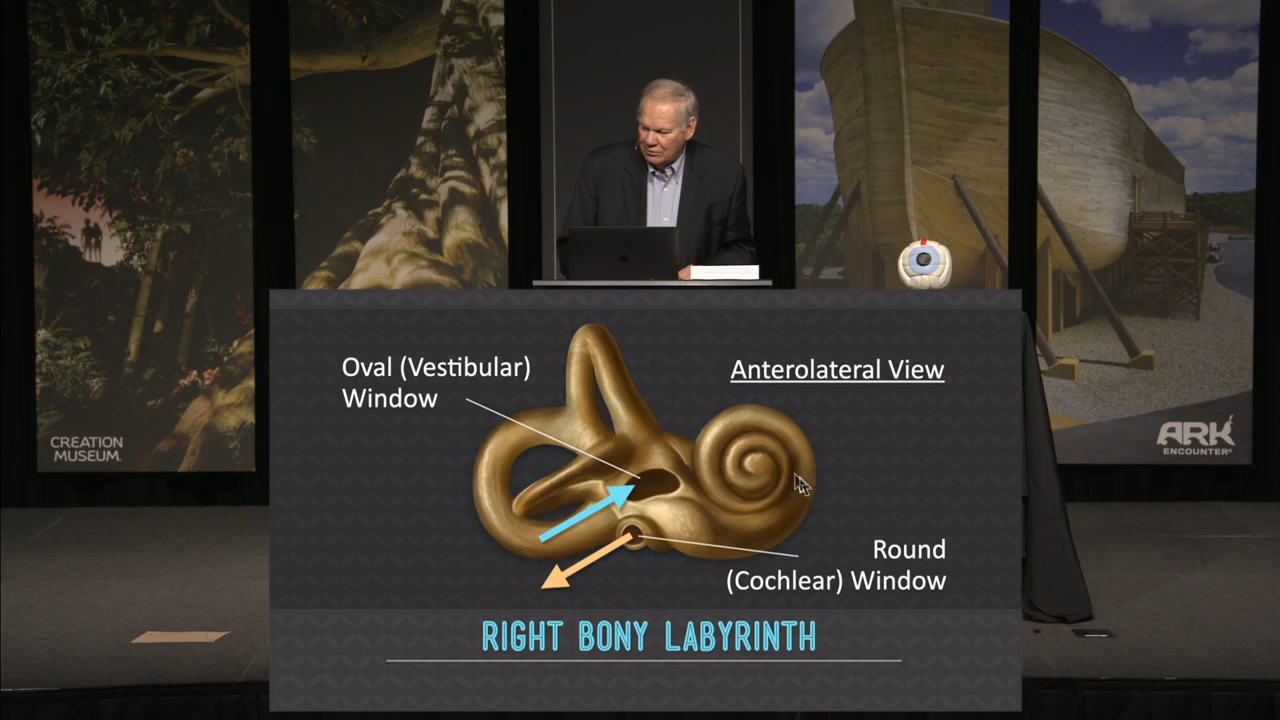 Oval (Vestibular)
Window
Anterolateral View
Round
(Cochlear) Window
RIGHT BONY LABYRINTH
CREATION
MUSEUM
ARK
ENCOUNTER